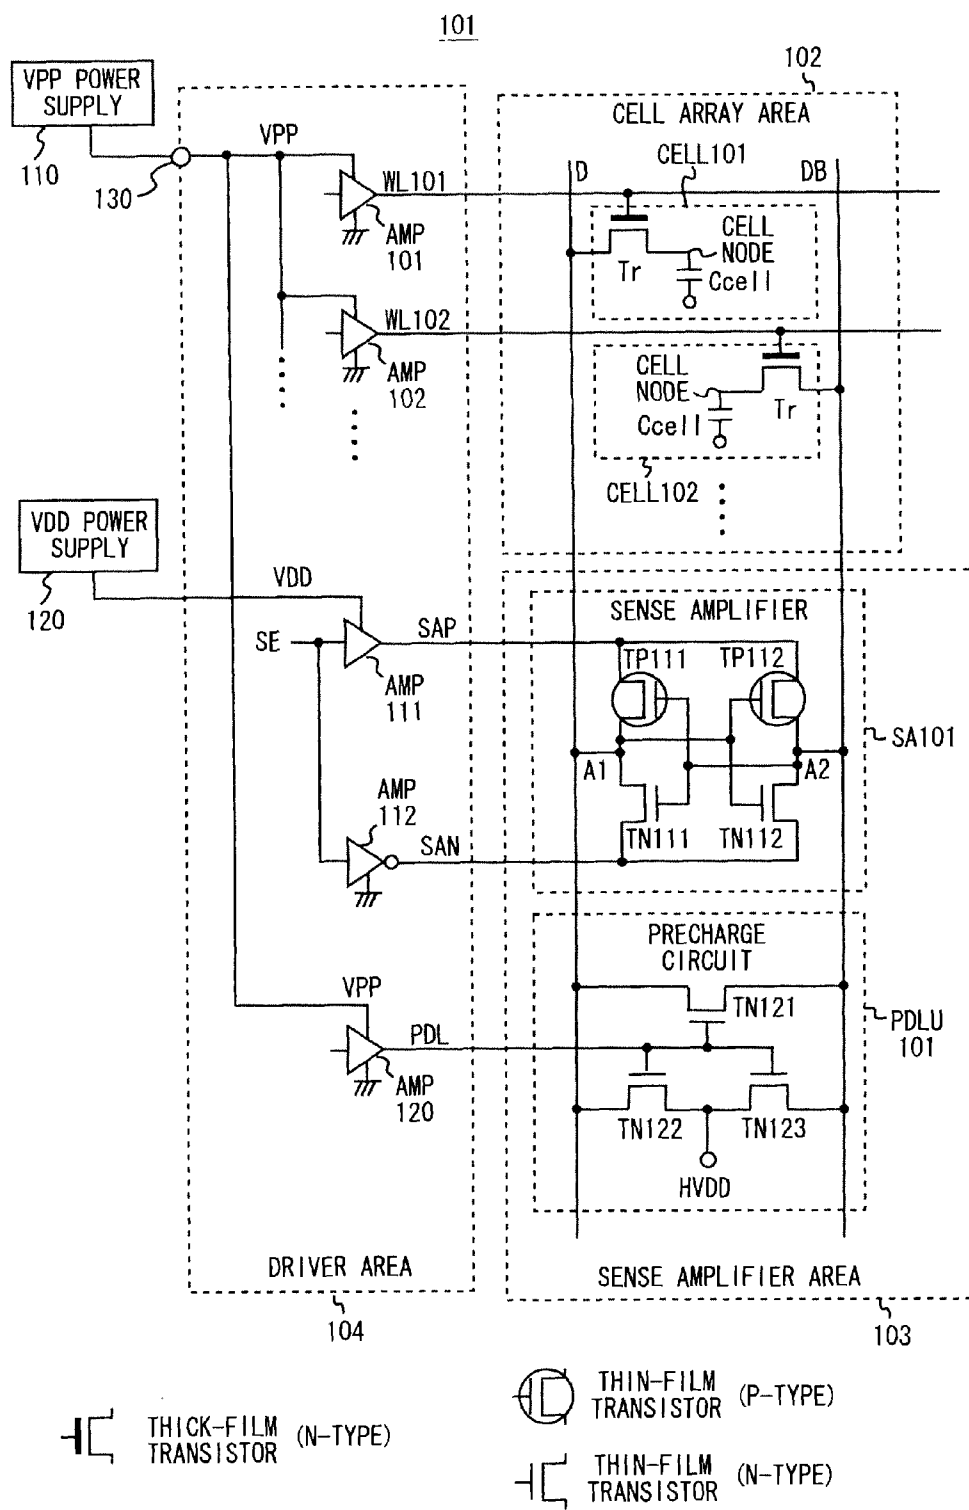 101
VPP POWER
SUPPLY
110
130
VPP
WL101
AMP
101
WL102
AMP
102
102
CELL ARRAY AREA
CELL101
D
DB
CELL
NODE
Tr
Ccell
CELL
NODE
Ccell
Tr
CELL102
VDD POWER
SUPPLY
120
VDD
SE
SAP
AMP
111
AMP
112
SAN
SENSE AMPLIFIER
TP111
TP112
A1
A2
TN111
TN112
SA101
VPP
PDL
AMP
120
PRECHARGE
CIRCUIT
TN121
TN122
TN123
HVDD
PDLU
101
DRIVER AREA
104
SENSE AMPLIFIER AREA
103
THICK-FILM
TRANSISTOR (N-TYPE)
THIN-FILM
TRANSISTOR (P-TYPE)
THIN-FILM
TRANSISTOR (N-TYPE)